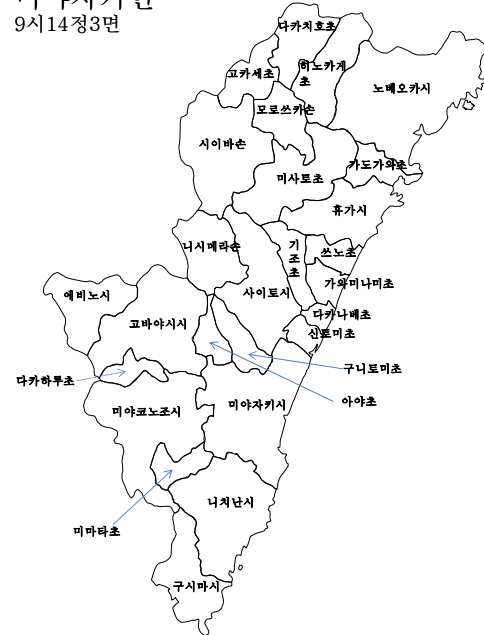 9시14정3면
다카치호초
히노카게
초
고카세초
노베오카시
모로쓰카손
시이바손
카도가와초
미사토초
휴가시
니시메라손
기
조
초
쓰노초
가와미나미초
에비노시
사이토시
고바야시시
다카나베초
신토미초
구니토미초
다카하루초
아야초
미야코노조시
미야자키시
니치난시
미마타초
구시마시